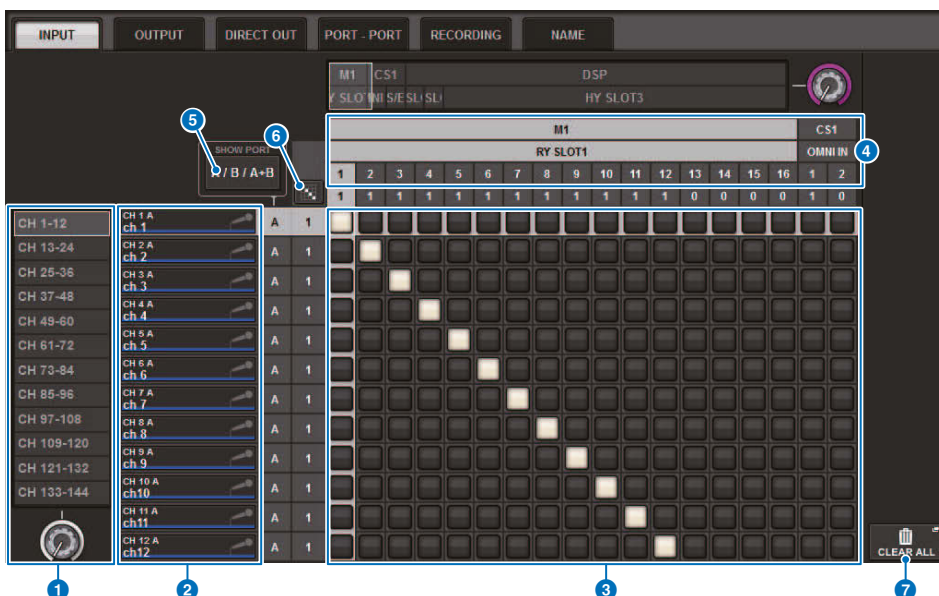 INPUT OUTPUT DIRECT OUT PORT - PORT RECORDING NAME
M1 CS1 DSP
HY SLOT3
M1 CS1
5 6 SHOW PORT RY SLOT1 OMNI IN 4
A / B / A+B
1 2 3 4 5 6 7 8 9 10 11 12 13 14 15 16 1 2
1 1 1 1 1 1 1 1 1 1 1 1 0 0 0 0 1 0
CH 1-12
CH 13-24
CH 25-36
CH 37-48
CH 49-60
CH 61-72
CH 73-84
CH 85-96
CH 97-108
CH 109-120
CH 121-132
CH 133-144
CH 1 A
ch 1 A 1
CH 2 A
ch 2 A 1
CH 3 A
ch 3 A 1
CH 4 A
ch 4 A 1
CH 5 A
ch 5 A 1
CH 6 A
ch 6 A 1
CH 7 A
ch 7 A 1
CH 8 A
ch 8 A 1
CH 9 A
ch 9 A 1
CH 10 A
ch10 A 1
CH 11 A
ch11 A 1
CH 12 A
ch12 A 1
CLEAR ALL
1 2 3 7